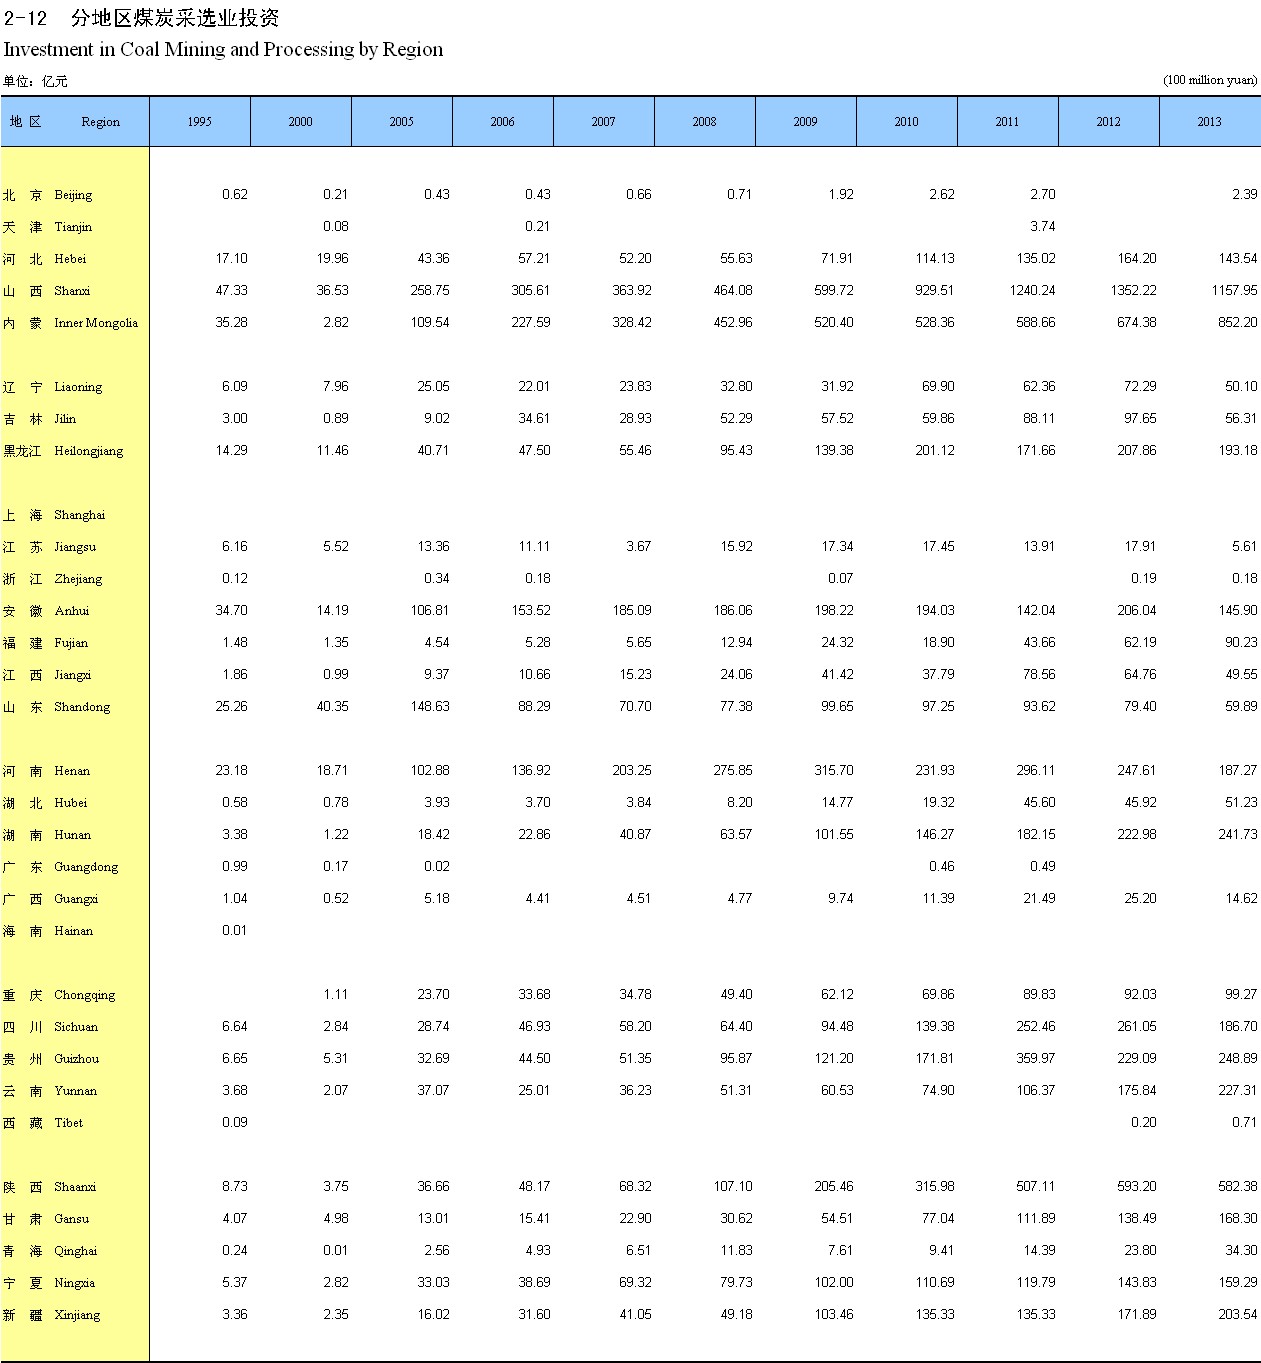 2-12 分地区煤炭采选业投资
Investment in Coal Mining and Processing by Region
单位：亿元 (100 million yuan)
地 区 Region 1995 2000 2005 2006 2007 2008 2009 2010 2011 2012 2013
北 京 Beijing 0.62 0.21 0.43 0.43 0.66 0.71 1.92 2.62 2.70 2.39
天 津 Tianjin 0.08 0.21 3.74
河 北 Hebei 17.10 19.96 43.36 57.21 52.20 55.63 71.91 114.13 135.02 164.20 143.54
山 西 Shanxi 47.33 36.53 258.75 305.61 363.92 464.08 599.72 929.51 1240.24 1352.22 1157.95
内 蒙 Inner Mongolia 35.28 2.82 109.54 227.59 328.42 452.96 520.40 528.36 588.66 674.38 852.20
辽 宁 Liaoning 6.09 7.96 25.05 22.01 23.83 32.80 31.92 69.90 62.36 72.29 50.10
吉 林 Jilin 3.00 0.89 9.02 34.61 28.93 52.29 57.52 59.86 88.11 97.65 56.31
黑龙江 Heilongjiang 14.29 11.46 40.71 47.50 55.46 95.43 139.38 201.12 171.66 207.86 193.18
上 海 Shanghai
江 苏 Jiangsu 6.16 5.52 13.36 11.11 3.67 15.92 17.34 17.45 13.91 17.91 5.61
浙 江 Zhejiang 0.12 0.34 0.18 0.07 0.19 0.18
安 徽 Anhui 34.70 14.19 106.81 153.52 185.09 186.06 198.22 194.03 142.04 206.04 145.90
福 建 Fujian 1.48 1.35 4.54 5.28 5.65 12.94 24.32 18.90 43.66 62.19 90.23
江 西 Jiangxi 1.86 0.99 9.37 10.66 15.23 24.06 41.42 37.79 78.56 64.76 49.55
山 东 Shandong 25.26 40.35 148.63 88.29 70.70 77.38 99.65 97.25 93.62 79.40 59.89
河 南 Henan 23.18 18.71 102.88 136.92 203.25 275.85 315.70 231.93 296.11 247.61 187.27
湖 北 Hubei 0.58 0.78 3.93 3.70 3.84 8.20 14.77 19.32 45.60 45.92 51.23
湖 南 Hunan 3.38 1.22 18.42 22.86 40.87 63.57 101.55 146.27 182.15 222.98 241.73
广 东 Guangdong 0.99 0.17 0.02 0.46 0.49
广 西 Guangxi 1.04 0.52 5.18 4.41 4.51 4.77 9.74 11.39 21.49 25.20 14.62
海 南 Hainan 0.01
重 庆 Chongqing 1.11 23.70 33.68 34.78 49.40 62.12 69.86 89.83 92.03 99.27
四 川 Sichuan 6.64 2.84 28.74 46.93 58.20 64.40 94.48 139.38 252.46 261.05 186.70
贵 州 Guizhou 6.65 5.31 32.69 44.50 51.35 95.87 121.20 171.81 359.97 229.09 248.89
云 南 Yunnan 3.68 2.07 37.07 25.01 36.23 51.31 60.53 74.90 106.37 175.84 227.31
西 藏 Tibet 0.09 0.20 0.71
陕 西 Shaanxi 8.73 3.75 36.66 48.17 68.32 107.10 205.46 315.98 507.11 593.20 582.38
甘 肃 Gansu 4.07 4.98 13.01 15.41 22.90 30.62 54.51 77.04 111.89 138.49 168.30
青 海 Qinghai 0.24 0.01 2.56 4.93 6.51 11.83 7.61 9.41 14.39 23.80 34.30
宁 夏 Ningxia 5.37 2.82 33.03 38.69 69.32 79.73 102.00 110.69 119.79 143.83 159.29
新 疆 Xinjiang 3.36 2.35 16.02 31.60 41.05 49.18 103.46 135.33 135.33 171.89 203.54